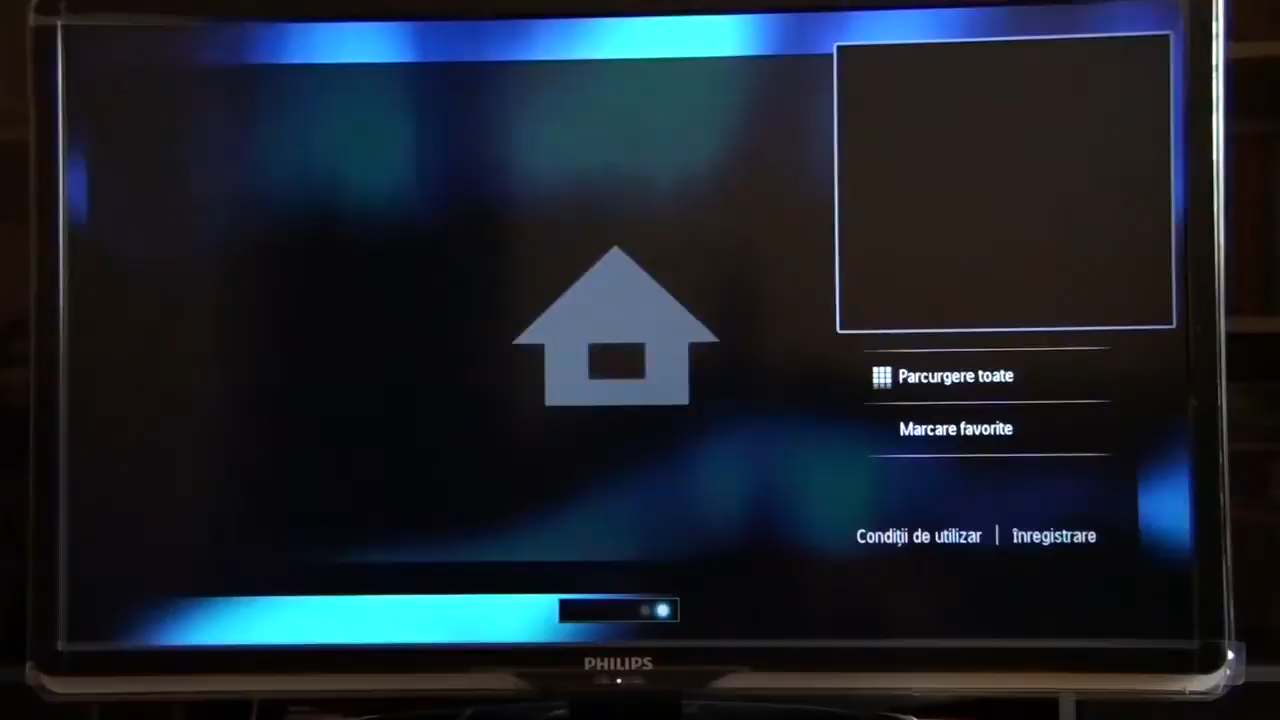 Parcurgere toate
Marcare favorite
Condiții de utilizar | înregistrare
PHILIPS